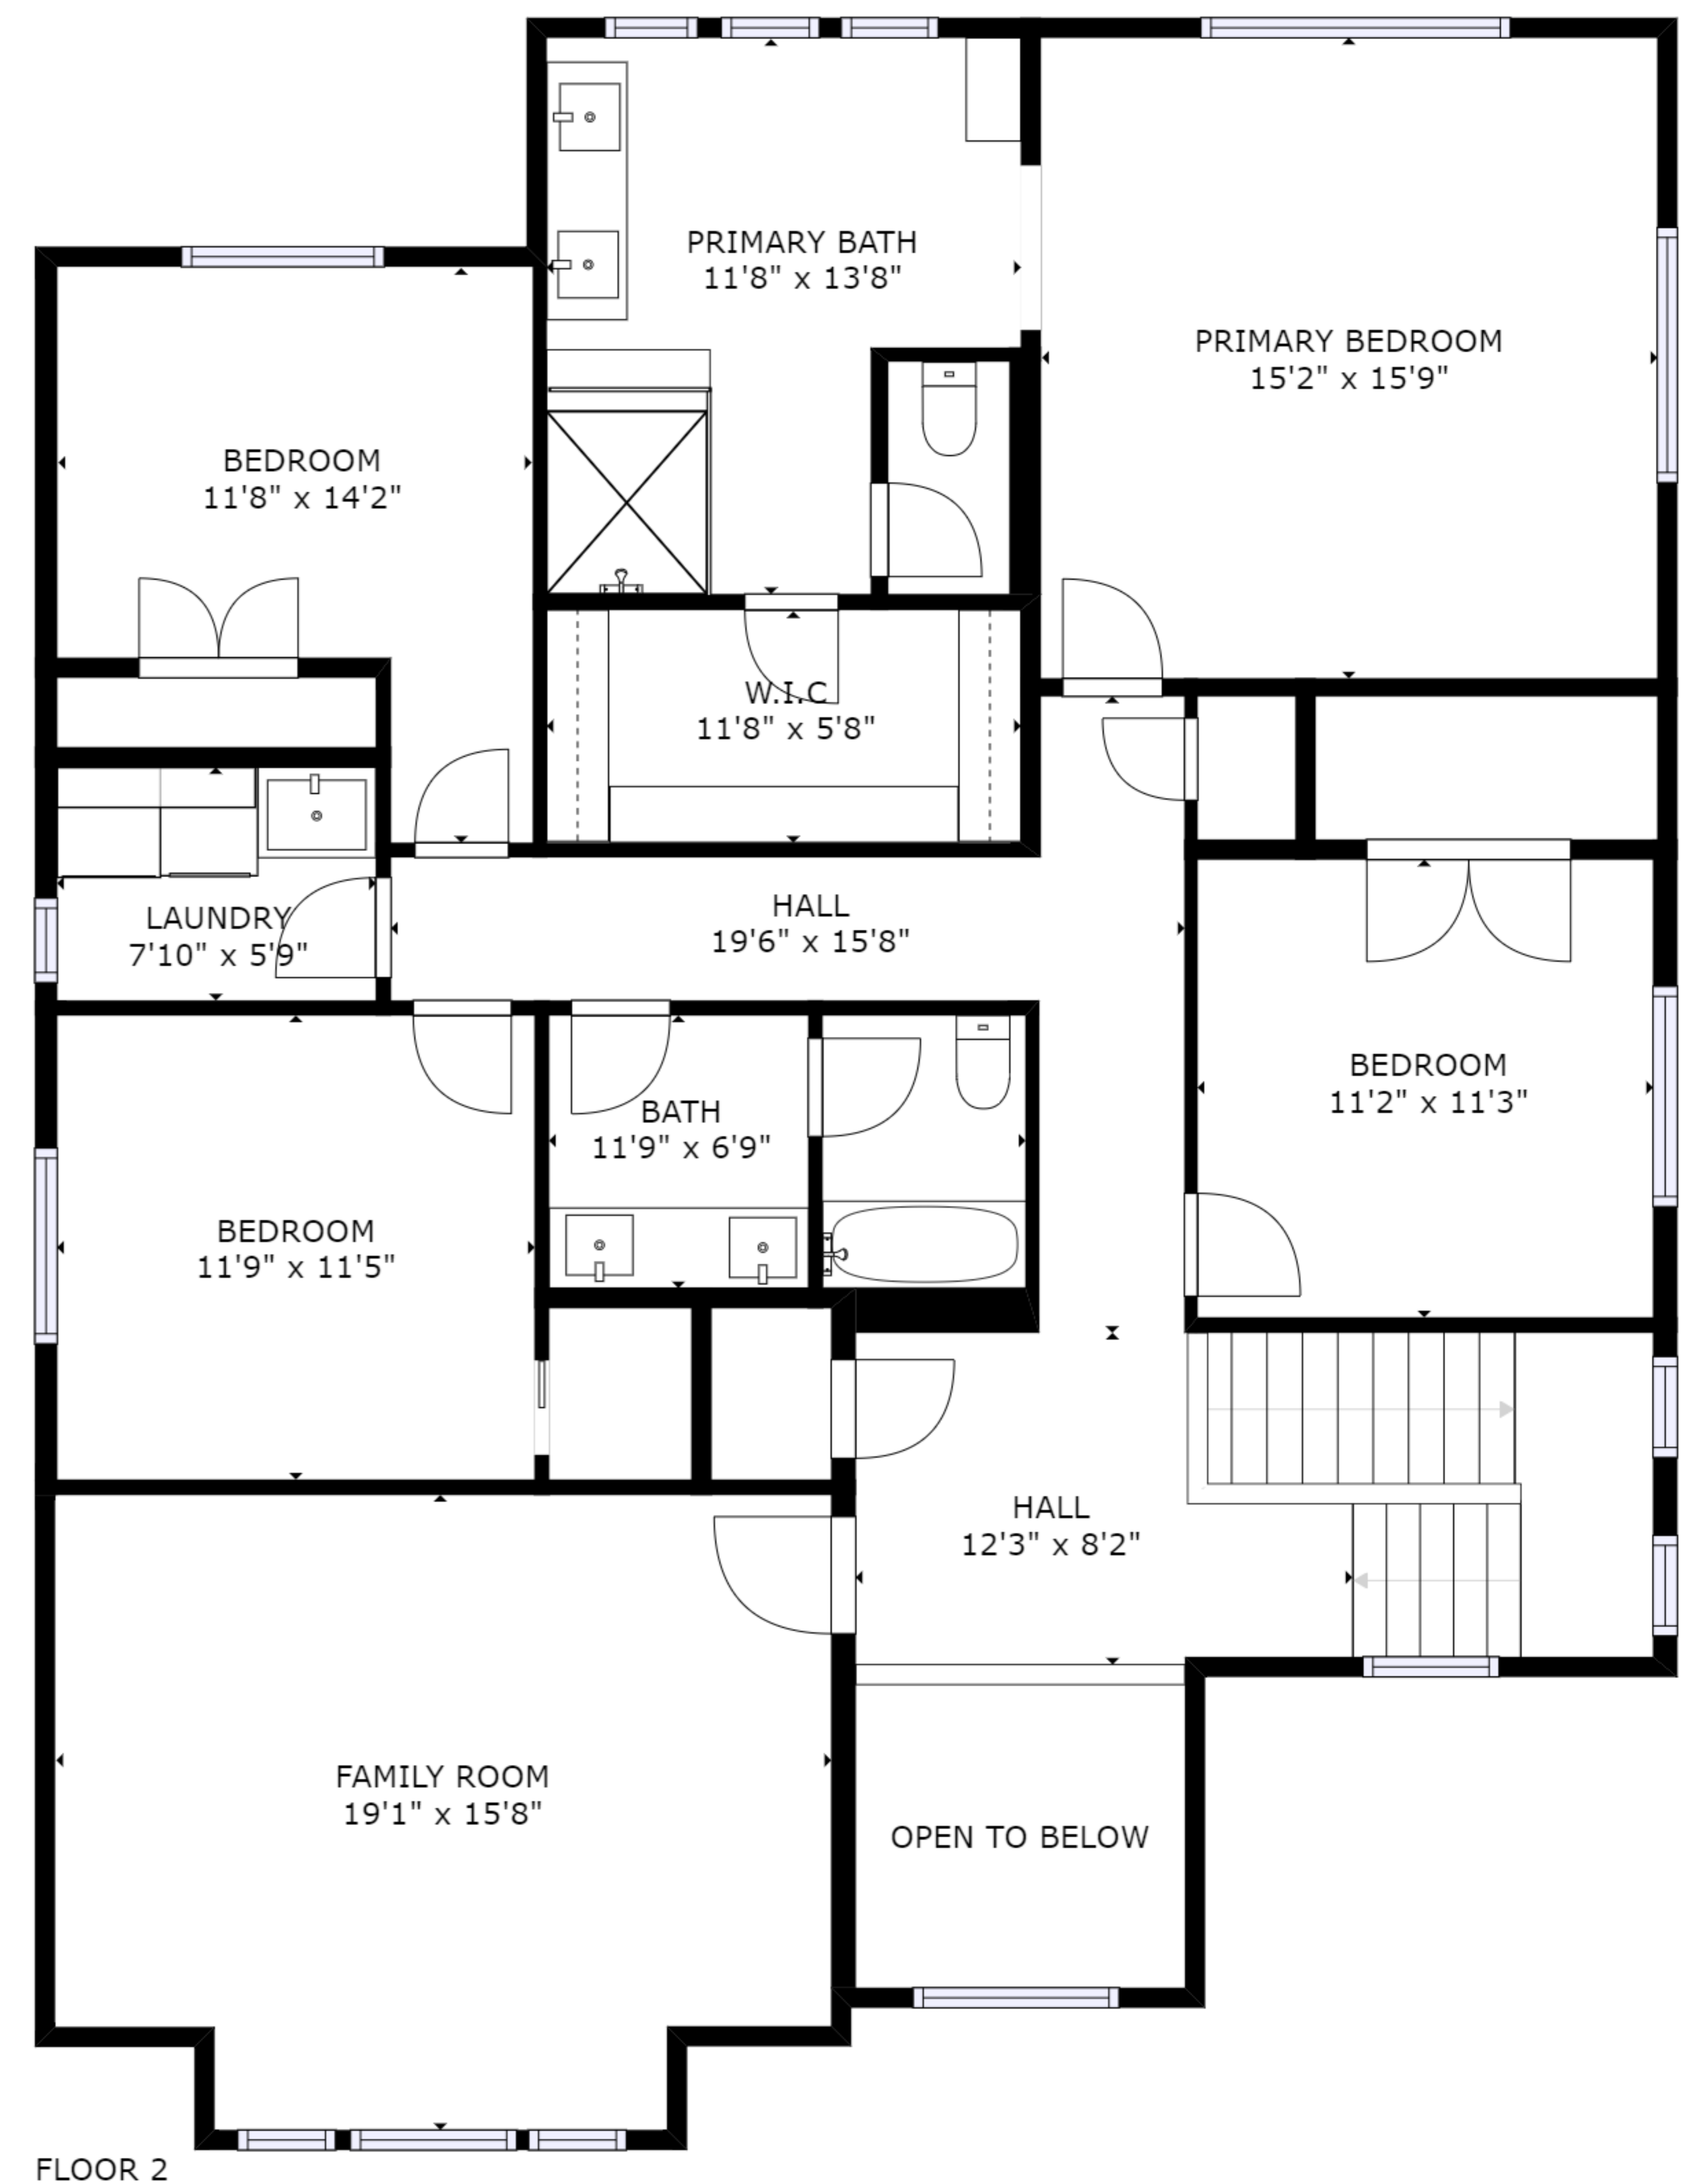 PRIMARY BATH
11'8" x 13'8"
PRIMARY BEDROOM
15'2" x 15'9"
BEDROOM
11'8" x 14'2"
W.I.C
11'8" x 5'8"
LAUNDRY
7'10" x 5'9"
HALL
19'6" x 15'8"
BEDROOM
11'2" x 11'3"
BATH
11'9" x 6'9"
BEDROOM
11'9" x 11'5"
HALL
12'3" x 8'2"
FAMILY ROOM
19'1" x 15'8"
OPEN TO BELOW
FLOOR 2